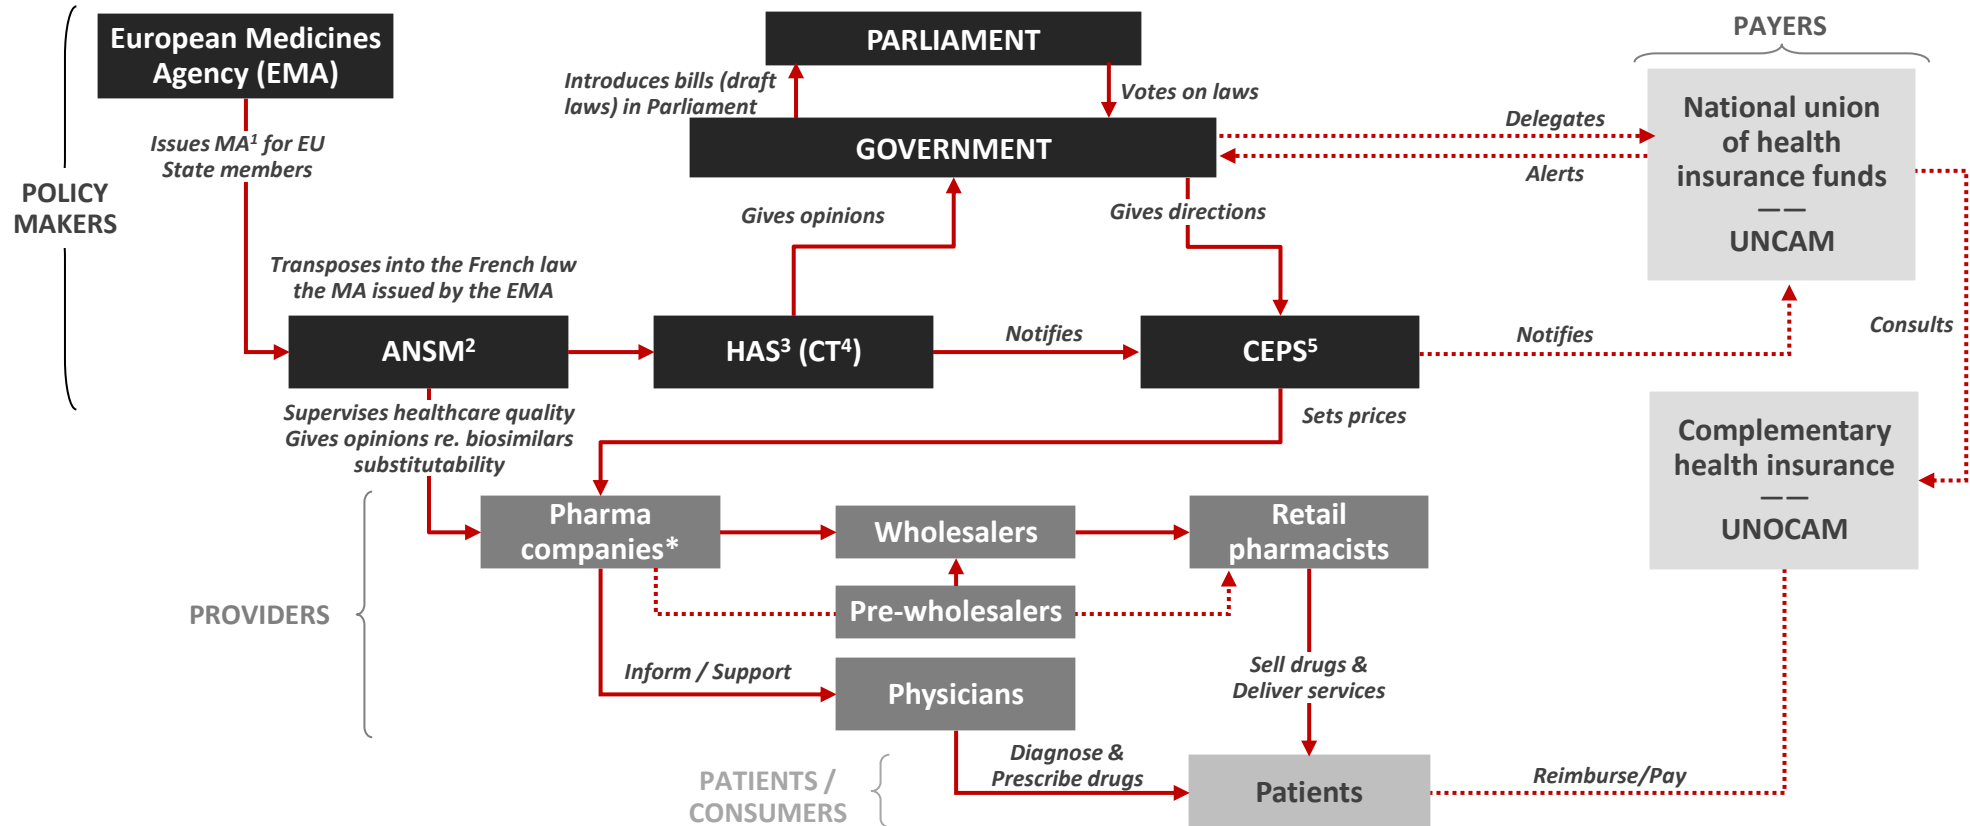 European Medicines
Agency (EMA)
PARLIAMENT
PAYERS
Introduces bills (draft
laws) in Parliament
Votes on laws
Issues MA¹ for EU
State members
GOVERNMENT
Delegates
Alerts
National union
of health
insurance funds
——
UNCAM
POLICY
MAKERS
Gives opinions
Gives directions
Transposes into the French law
the MA issued by the EMA
ANSM²
HAS³ (CT⁴)
Notifies
CEPS⁵
Notifies
Consults
Supervises healthcare quality
Gives opinions re. biosimilars
substitutability
Sets prices
Complementary
health insurance
——
UNOCAM
Pharma
companies*
Wholesalers
Retail
pharmacists
PROVIDERS
Pre-wholesalers
Inform / Support
Physicians
Sell drugs &
Deliver services
Diagnose &
Prescribe drugs
PATIENTS /
CONSUMERS
Patients
Reimburse/Pay